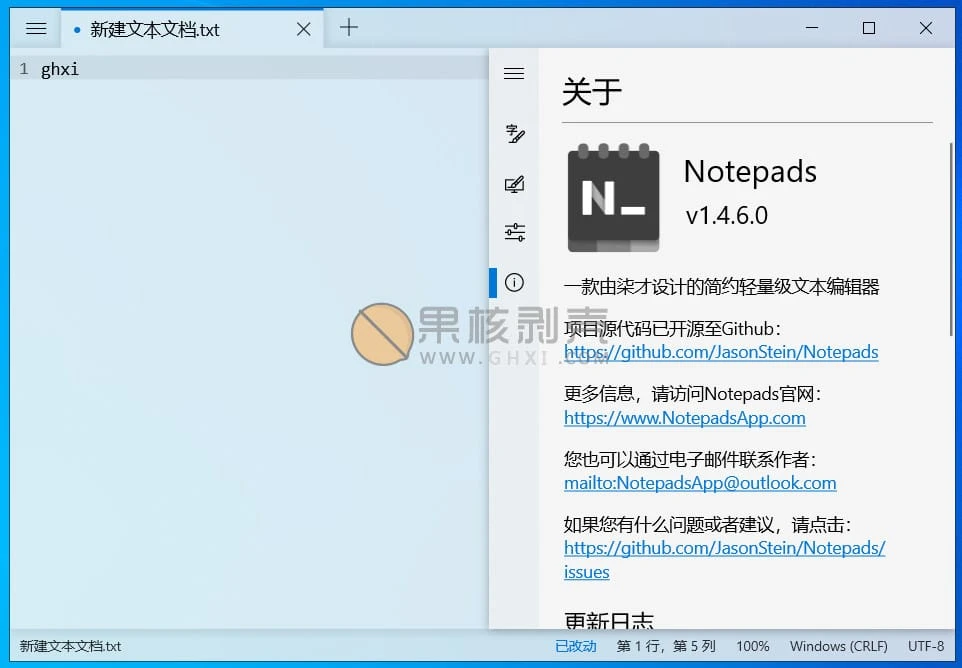 新建文本文档.txt
1 ghxi
关于
N_
Notepads
v1.4.6.0
一款由柒才设计的简约轻量级文本编辑器
果核剥壳
WWW.GHXI.COM
项目源代码已开源至Github：
https://github.com/JasonStein/Notepads
更多信息，请访问Notepads官网：
https://www.NotepadsApp.com
您也可以通过电子邮件联系作者：
mailto:NotepadsApp@outlook.com
如果您有什么问题或者建议，请点击：
https://github.com/JasonStein/Notepads/
issues
更新日志
新建文本文档.txt 已改动 第 1 行，第 5 列 100% Windows (CRLF) UTF-8